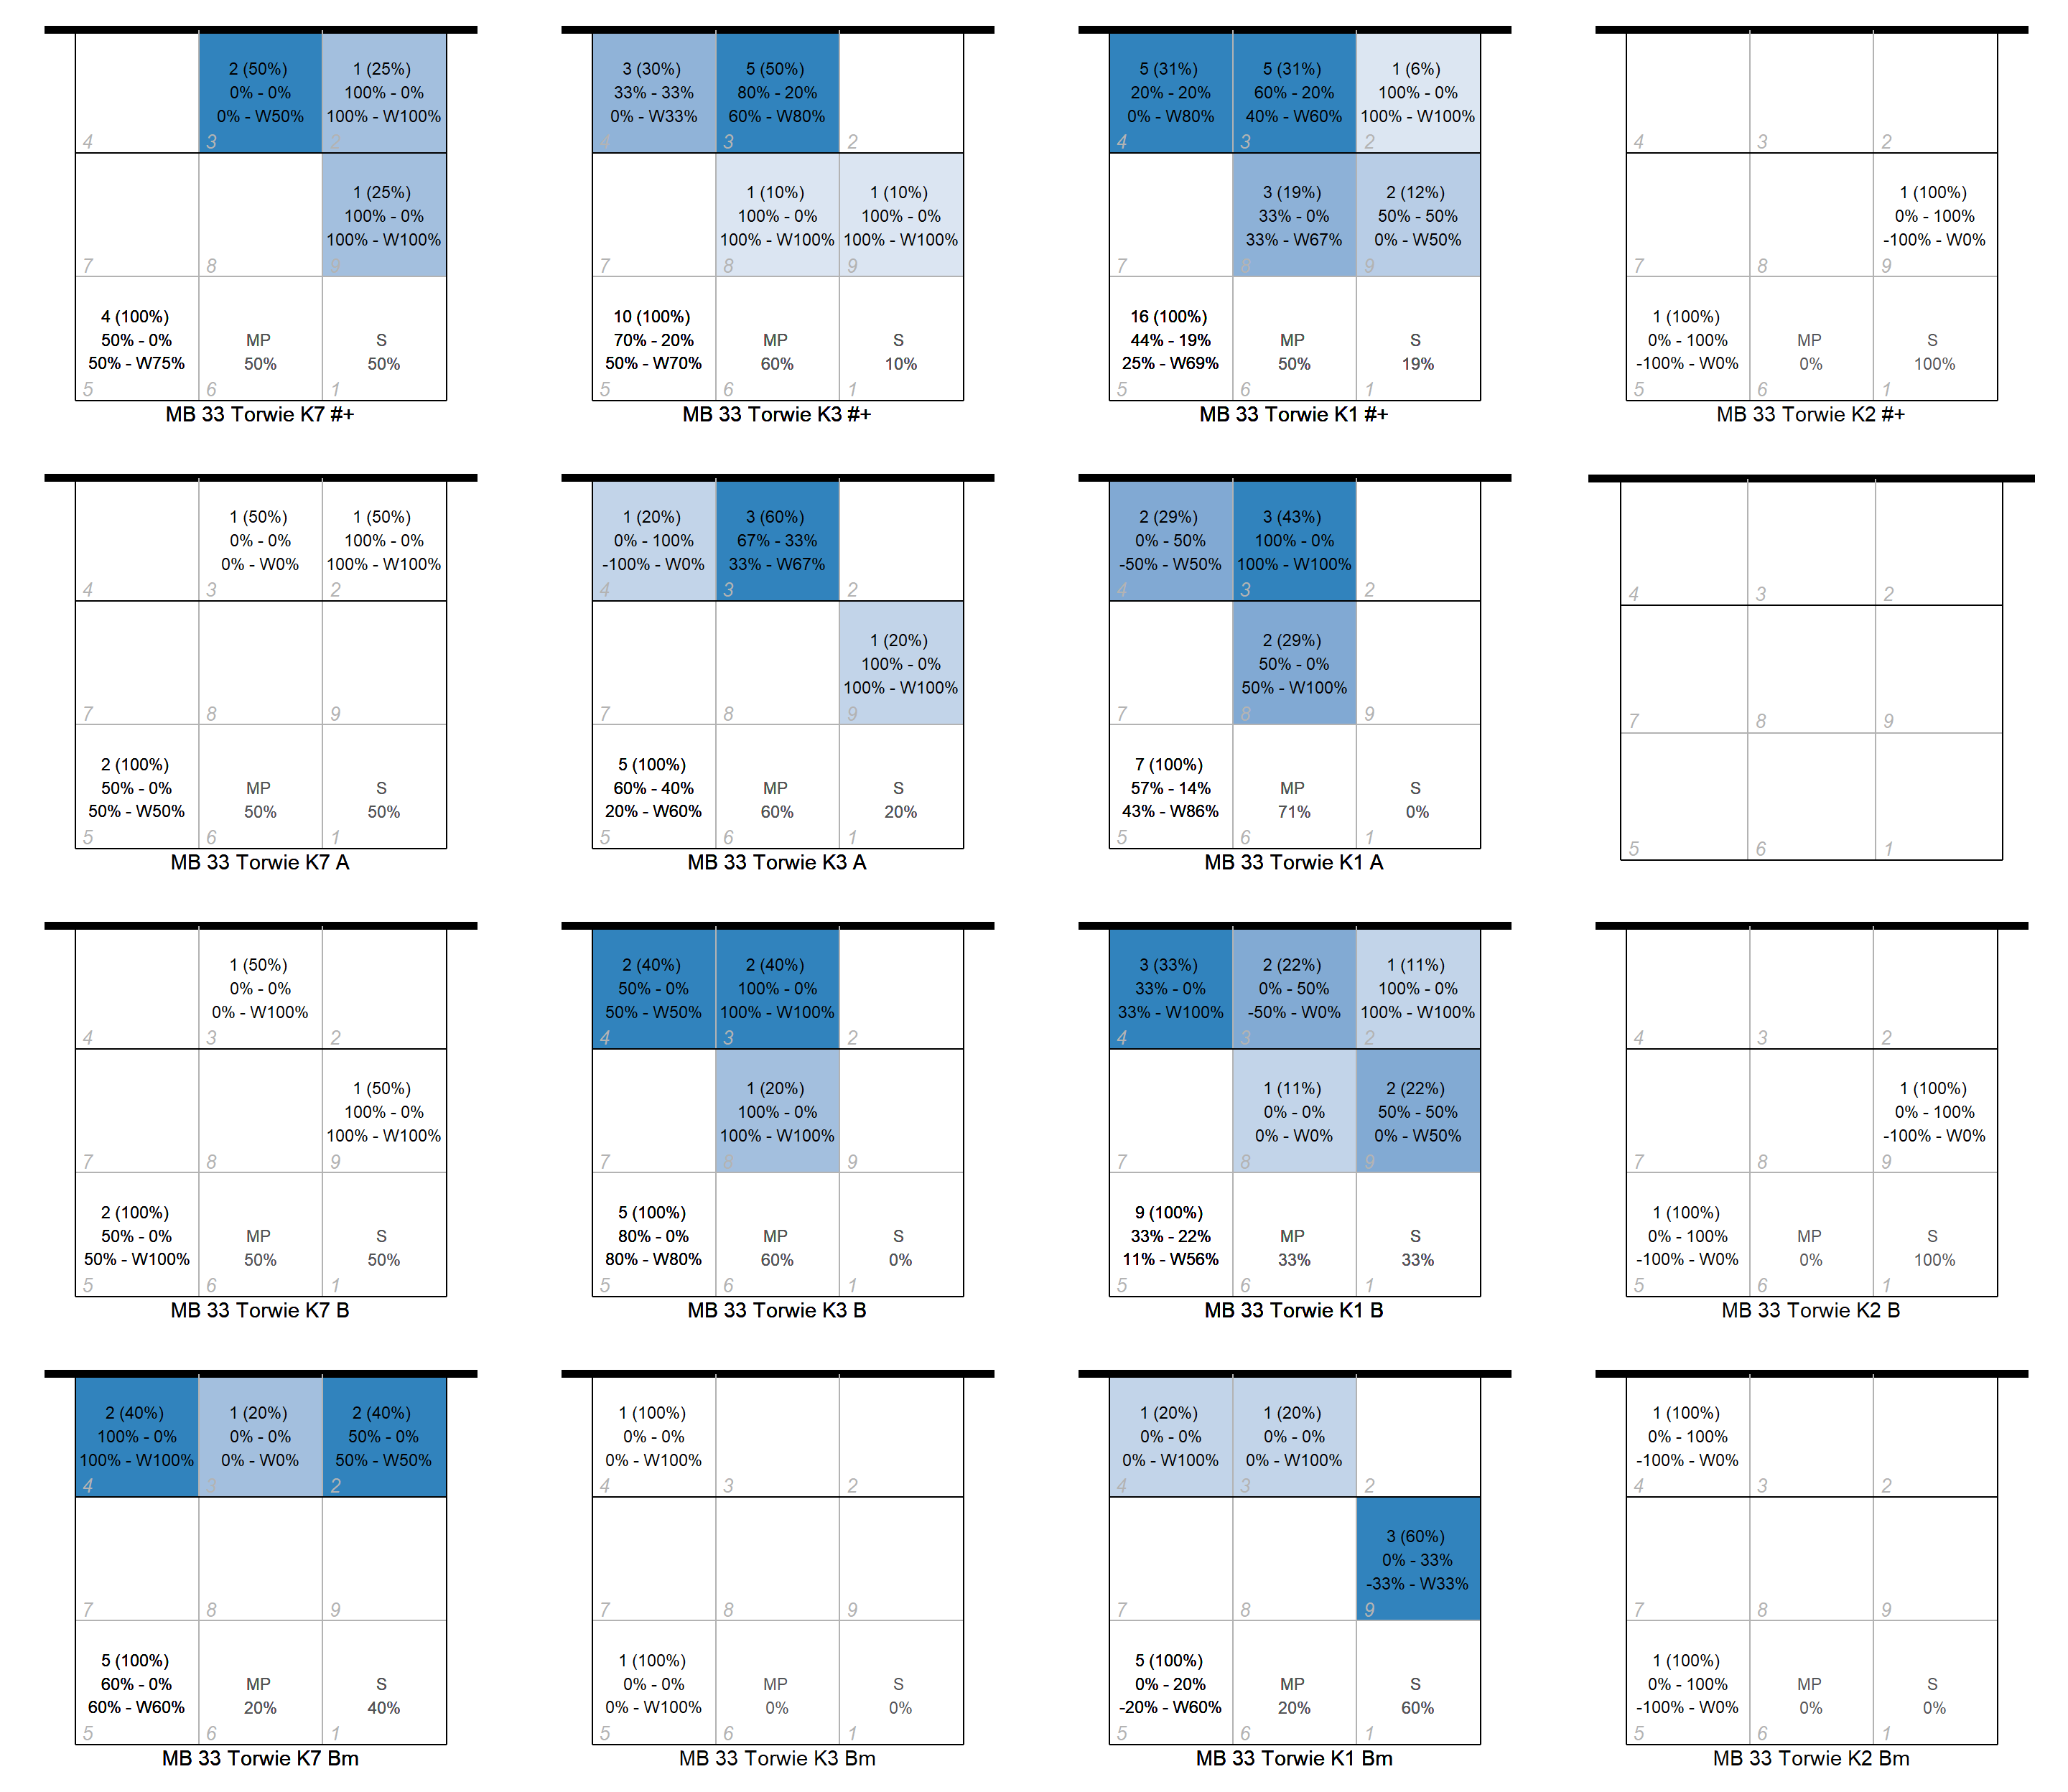 2 (50%)
0% - 0%
0% - W50%
1 (25%)
100% - 0%
100% - W100%
4
3
2
1 (25%)
100% - 0%
100% - W100%
7
8
9
4 (100%)
50% - 0%
50% - W75%
MP
50%
S
50%
5
6
1
MB 33 Torwie K7 #+
3 (30%)
33% - 33%
0% - W33%
5 (50%)
80% - 20%
60% - W80%
4
3
2
1 (10%)
100% - 0%
100% - W100%
1 (10%)
100% - 0%
100% - W100%
7
8
9
10 (100%)
70% - 20%
50% - W70%
MP
60%
S
10%
5
6
1
MB 33 Torwie K3 #+
5 (31%)
20% - 20%
0% - W80%
5 (31%)
60% - 20%
40% - W60%
1 (6%)
100% - 0%
100% - W100%
4
3
2
3 (19%)
33% - 0%
33% - W67%
2 (12%)
50% - 50%
0% - W50%
7
8
9
16 (100%)
44% - 19%
25% - W69%
MP
50%
S
19%
5
6
1
MB 33 Torwie K1 #+
4
3
2
1 (100%)
0% - 100%
-100% - W0%
7
8
9
1 (100%)
0% - 100%
-100% - W0%
MP
0%
S
100%
5
6
1
MB 33 Torwie K2 #+
1 (50%)
0% - 0%
0% - W0%
1 (50%)
100% - 0%
100% - W100%
4
3
2
7
8
9
2 (100%)
50% - 0%
50% - W50%
MP
50%
S
50%
5
6
1
MB 33 Torwie K7 A
1 (20%)
0% - 100%
-100% - W0%
3 (60%)
67% - 33%
33% - W67%
4
3
2
1 (20%)
100% - 0%
100% - W100%
7
8
9
5 (100%)
60% - 40%
20% - W60%
MP
60%
S
20%
5
6
1
MB 33 Torwie K3 A
2 (29%)
0% - 50%
-50% - W50%
3 (43%)
100% - 0%
100% - W100%
4
3
2
2 (29%)
50% - 0%
50% - W100%
7
8
9
7 (100%)
57% - 14%
43% - W86%
MP
71%
S
0%
5
6
1
MB 33 Torwie K1 A
4
3
2
7
8
9
5
6
1
1 (50%)
0% - 0%
0% - W100%
4
3
2
1 (50%)
100% - 0%
100% - W100%
7
8
9
2 (100%)
50% - 0%
50% - W100%
MP
50%
S
50%
5
6
1
MB 33 Torwie K7 B
2 (40%)
50% - 0%
50% - W50%
2 (40%)
100% - 0%
100% - W100%
4
3
2
1 (20%)
100% - 0%
100% - W100%
7
8
9
5 (100%)
80% - 0%
80% - W80%
MP
60%
S
0%
5
6
1
MB 33 Torwie K3 B
3 (33%)
33% - 0%
33% - W100%
2 (22%)
0% - 50%
-50% - W0%
1 (11%)
100% - 0%
100% - W100%
4
3
2
1 (11%)
0% - 0%
0% - W0%
2 (22%)
50% - 50%
0% - W50%
7
8
9
9 (100%)
33% - 22%
11% - W56%
MP
33%
S
33%
5
6
1
MB 33 Torwie K1 B
4
3
2
1 (100%)
0% - 100%
-100% - W0%
7
8
9
1 (100%)
0% - 100%
-100% - W0%
MP
0%
S
100%
5
6
1
MB 33 Torwie K2 B
2 (40%)
100% - 0%
100% - W100%
1 (20%)
0% - 0%
0% - W0%
2 (40%)
50% - 0%
50% - W50%
4
3
2
7
8
9
5 (100%)
60% - 0%
60% - W60%
MP
20%
S
40%
5
6
1
MB 33 Torwie K7 Bm
1 (100%)
0% - 0%
0% - W100%
4
3
2
7
8
9
1 (100%)
0% - 0%
0% - W100%
MP
0%
S
0%
5
6
1
MB 33 Torwie K3 Bm
1 (20%)
0% - 0%
0% - W100%
1 (20%)
0% - 0%
0% - W100%
4
3
2
3 (60%)
0% - 33%
-33% - W33%
7
8
9
5 (100%)
0% - 20%
-20% - W60%
MP
20%
S
60%
5
6
1
MB 33 Torwie K1 Bm
1 (100%)
0% - 100%
-100% - W0%
4
3
2
7
8
9
1 (100%)
0% - 100%
-100% - W0%
MP
0%
S
0%
5
6
1
MB 33 Torwie K2 Bm